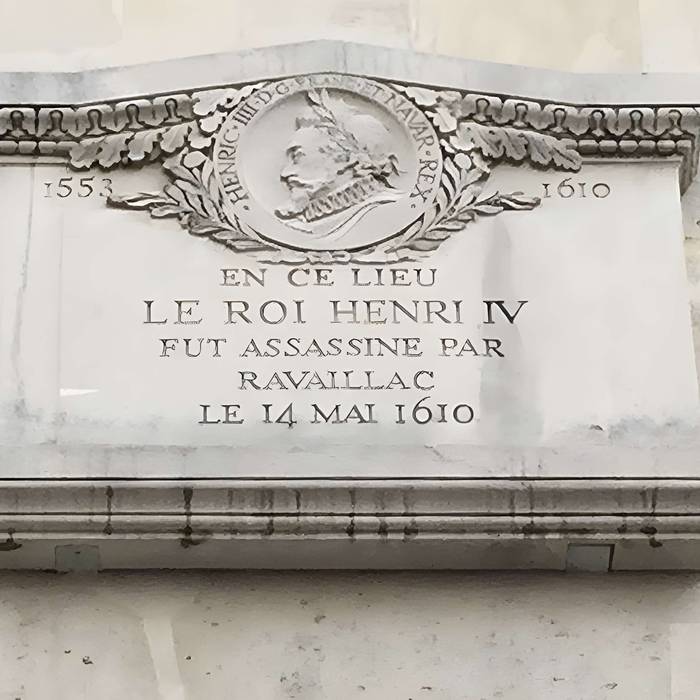 HENRIC·IIII·D·G·FRANC·ET·NAVAR·REX·
1553 1610
EN CE LIEU
LE ROI HENRI IV
FUT ASSASSINE PAR
RAVAILLAC
LE 14 MAI 1610